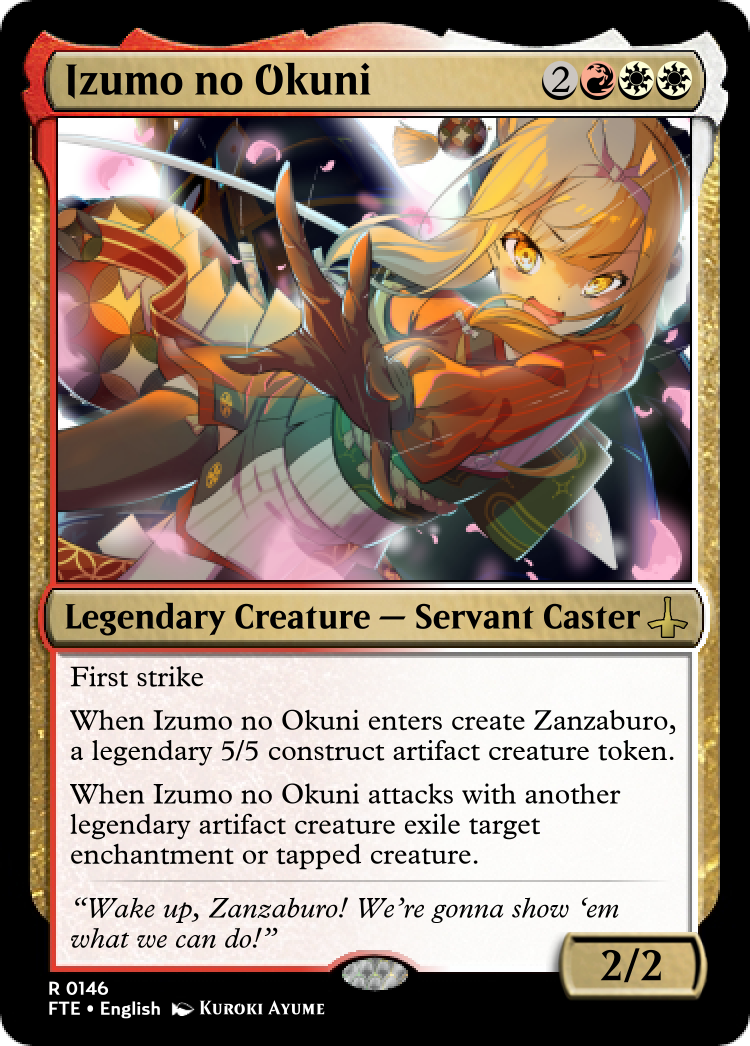 Izumo no Okuni 2
Legendary Creature — Servant Caster
First strike
When Izumo no Okuni enters create Zanzaburo,
a legendary 5/5 construct artifact creature token.
When Izumo no Okuni attacks with another
legendary artifact creature exile target
enchantment or tapped creature.
“Wake up, Zanzaburo! We’re gonna show ‘em
what we can do!”
2/2
R 0146
FTE • English Kuroki Ayume